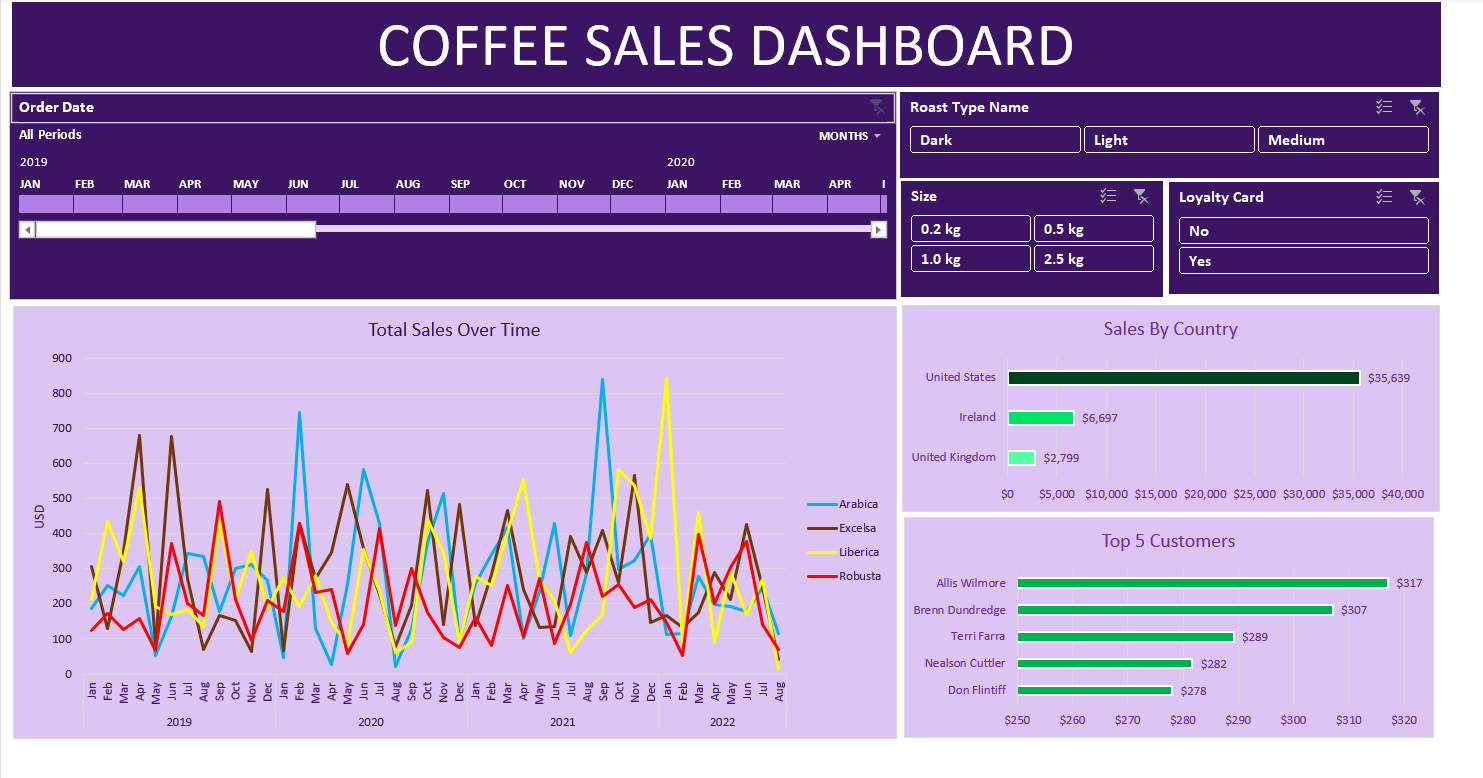 COFFEE SALES DASHBOARD
Order Date
All Periods
MONTHS
2019 2020
JAN FEB MAR APR MAY JUN JUL AUG SEP OCT NOV DEC JAN FEB MAR APR
Roast Type Name
Dark Light Medium
Size
0.2 kg 0.5 kg
1.0 kg 2.5 kg
Loyalty Card
No
Yes
Total Sales Over Time
900
800
700
600
500
400
300
200
100
0
USD
Jan Feb Mar Apr May Jun Jul Aug Sep Oct Nov Dec Jan Feb Mar Apr May Jun Jul Aug Sep Oct Nov Dec Jan Feb Mar Apr May Jun Jul Aug Sep Oct Nov Dec Jan Feb Mar Apr May Jun Jul Aug
2019 2020 2021 2022
Arabica
Excelsa
Liberica
Robusta
Sales By Country
United States $35,639
Ireland $6,697
United Kingdom $2,799
$0 $5,000 $10,000 $15,000 $20,000 $25,000 $30,000 $35,000 $40,000
Top 5 Customers
Allis Wilmore $317
Brenn Dundredge $307
Terri Farra $289
Nealson Cuttler $282
Don Flintiff $278
$250 $260 $270 $280 $290 $300 $310 $320